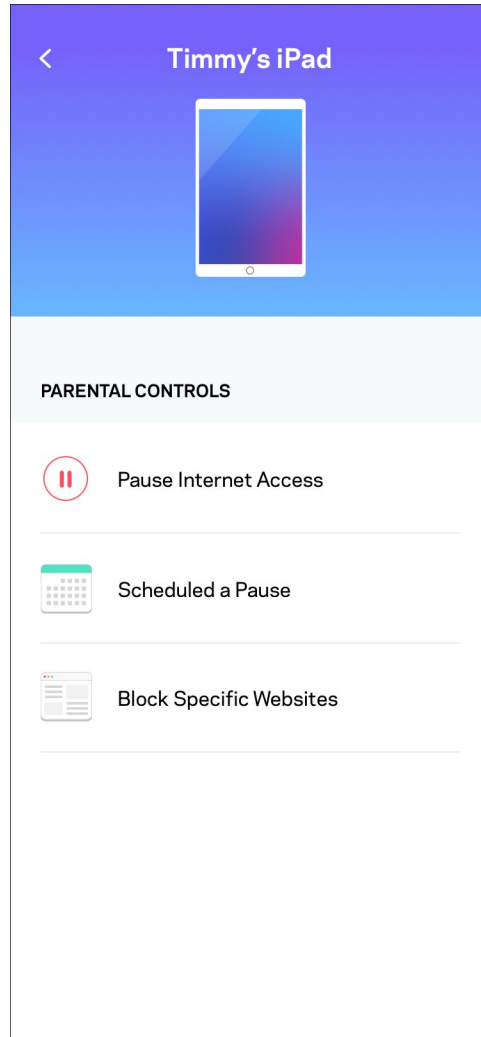 Timmy’s iPad
PARENTAL CONTROLS
Pause Internet Access
Scheduled a Pause
Block Specific Websites